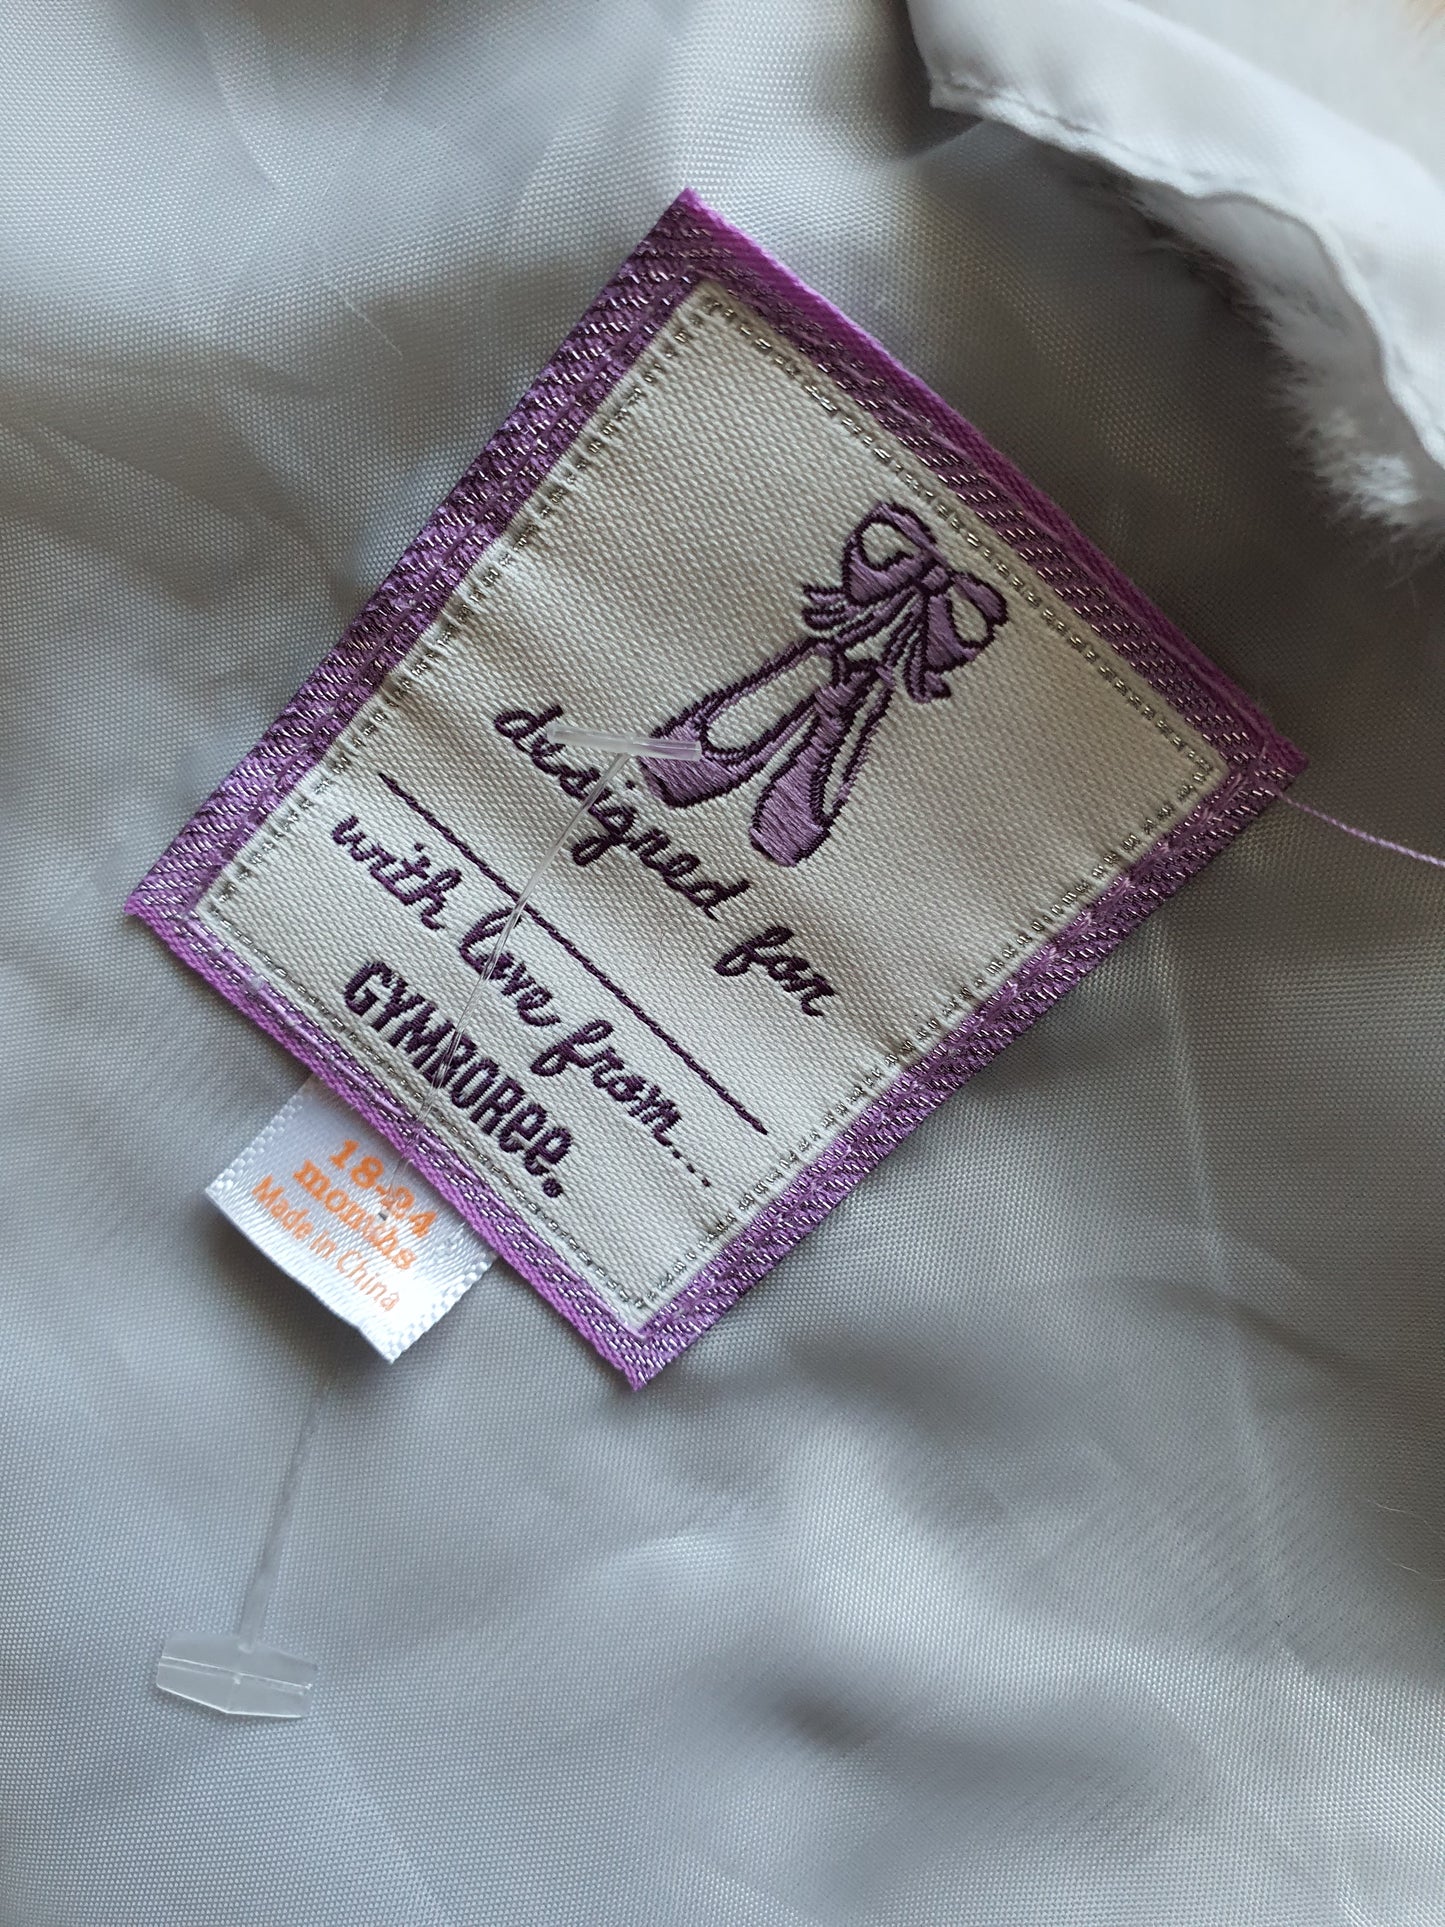 designed for
with love from...
GYMBOREE.
18-24
months
Made in China